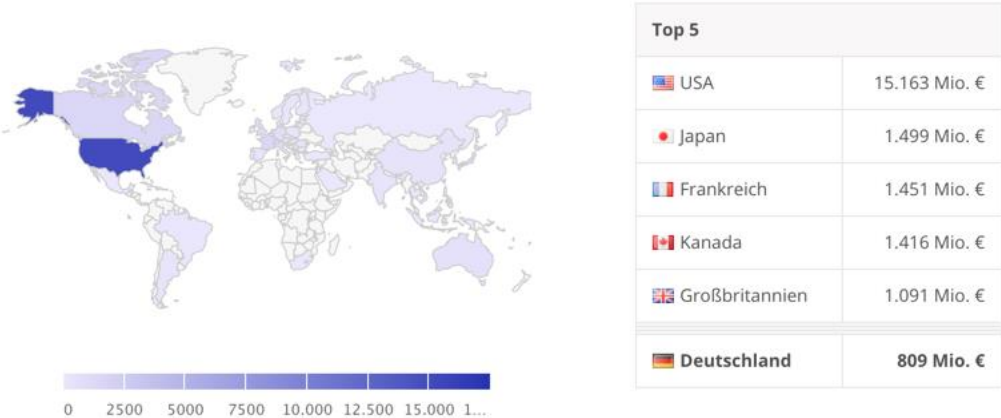 Top 5
USA 15.163 Mio. €
Japan 1.499 Mio. €
Frankreich 1.451 Mio. €
Kanada 1.416 Mio. €
Großbritannien 1.091 Mio. €
Deutschland 809 Mio. €
0 2500 5000 7500 10.000 12.500 15.000 1...